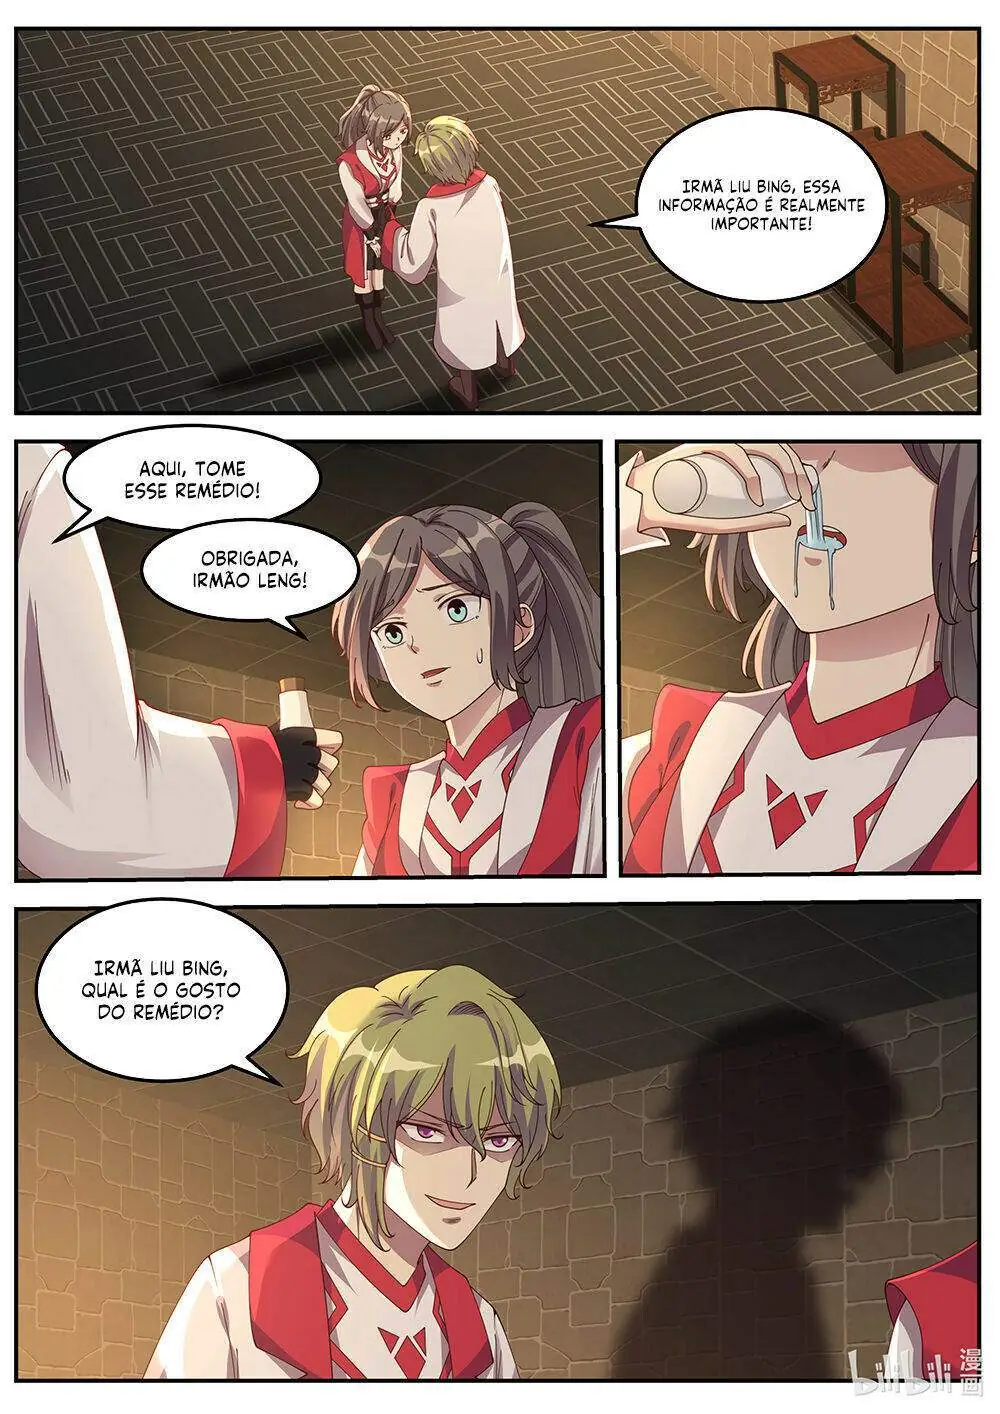 IRMÃ LIU BING, ESSA
INFORMAÇÃO É REALMENTE
IMPORTANTE!
AQUI, TOME
ESSE REMÉDIO!
OBRIGADA,
IRMÃO LENG!
IRMÃ LIU BING,
QUAL É O GOSTO
DO REMÉDIO?
bilibili 漫画